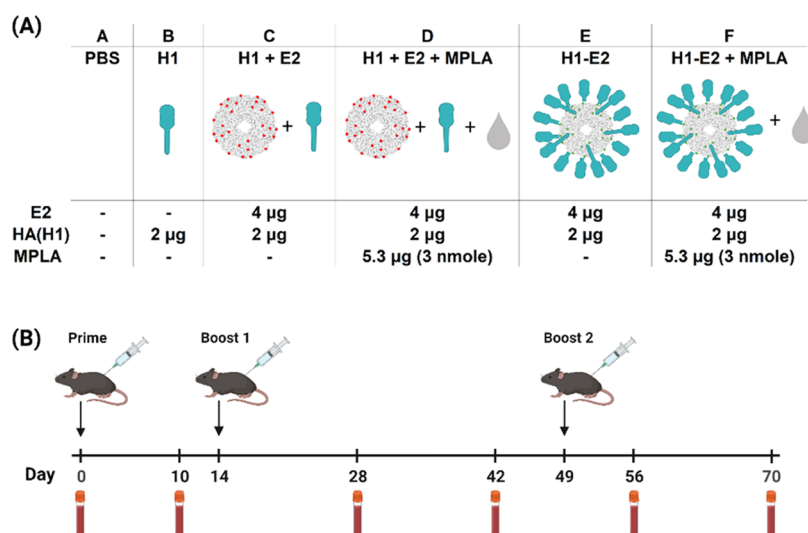 (A)
A B C D E F
PBS H1 H1 + E2 H1 + E2 + MPLA H1-E2 H1-E2 + MPLA
+ + + +
E2 - - 4 µg 4 µg 4 µg 4 µg
HA(H1) - 2 µg 2 µg 2 µg 2 µg 2 µg
MPLA - - - 5.3 µg (3 nmole) - 5.3 µg (3 nmole)
(B)
Prime Boost 1 Boost 2
Day 0 10 14 28 42 49 56 70